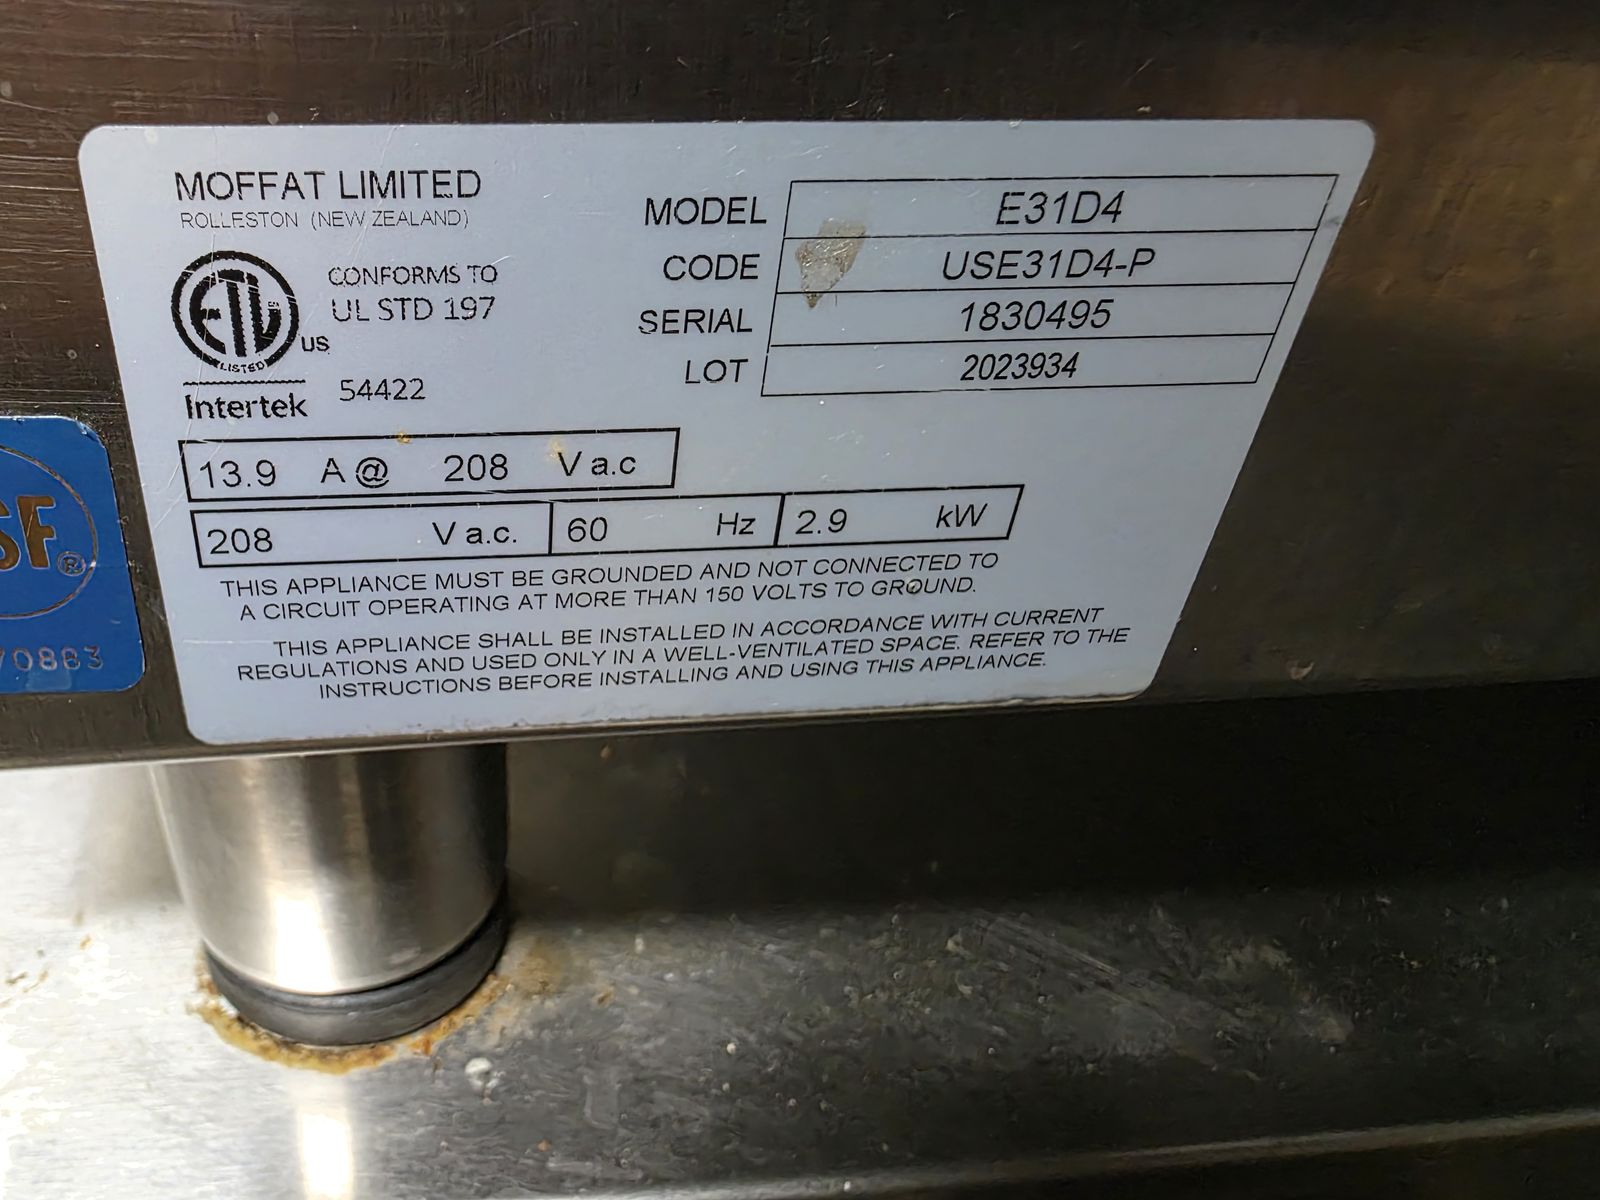 MOFFAT LIMITED
ROLLESTON (NEW ZEALAND)
ETL
LISTED
US
CONFORMS TO
UL STD 197
Intertek
54422
MODEL E31D4
CODE USE31D4-P
SERIAL 1830495
LOT 2023934
13.9 A @ 208 V a.c
208 V a.c. 60 Hz 2.9 kW
THIS APPLIANCE MUST BE GROUNDED AND NOT CONNECTED TO
A CIRCUIT OPERATING AT MORE THAN 150 VOLTS TO GROUND.
THIS APPLIANCE SHALL BE INSTALLED IN ACCORDANCE WITH CURRENT
REGULATIONS AND USED ONLY IN A WELL-VENTILATED SPACE. REFER TO THE
INSTRUCTIONS BEFORE INSTALLING AND USING THIS APPLIANCE.
SF®
70863